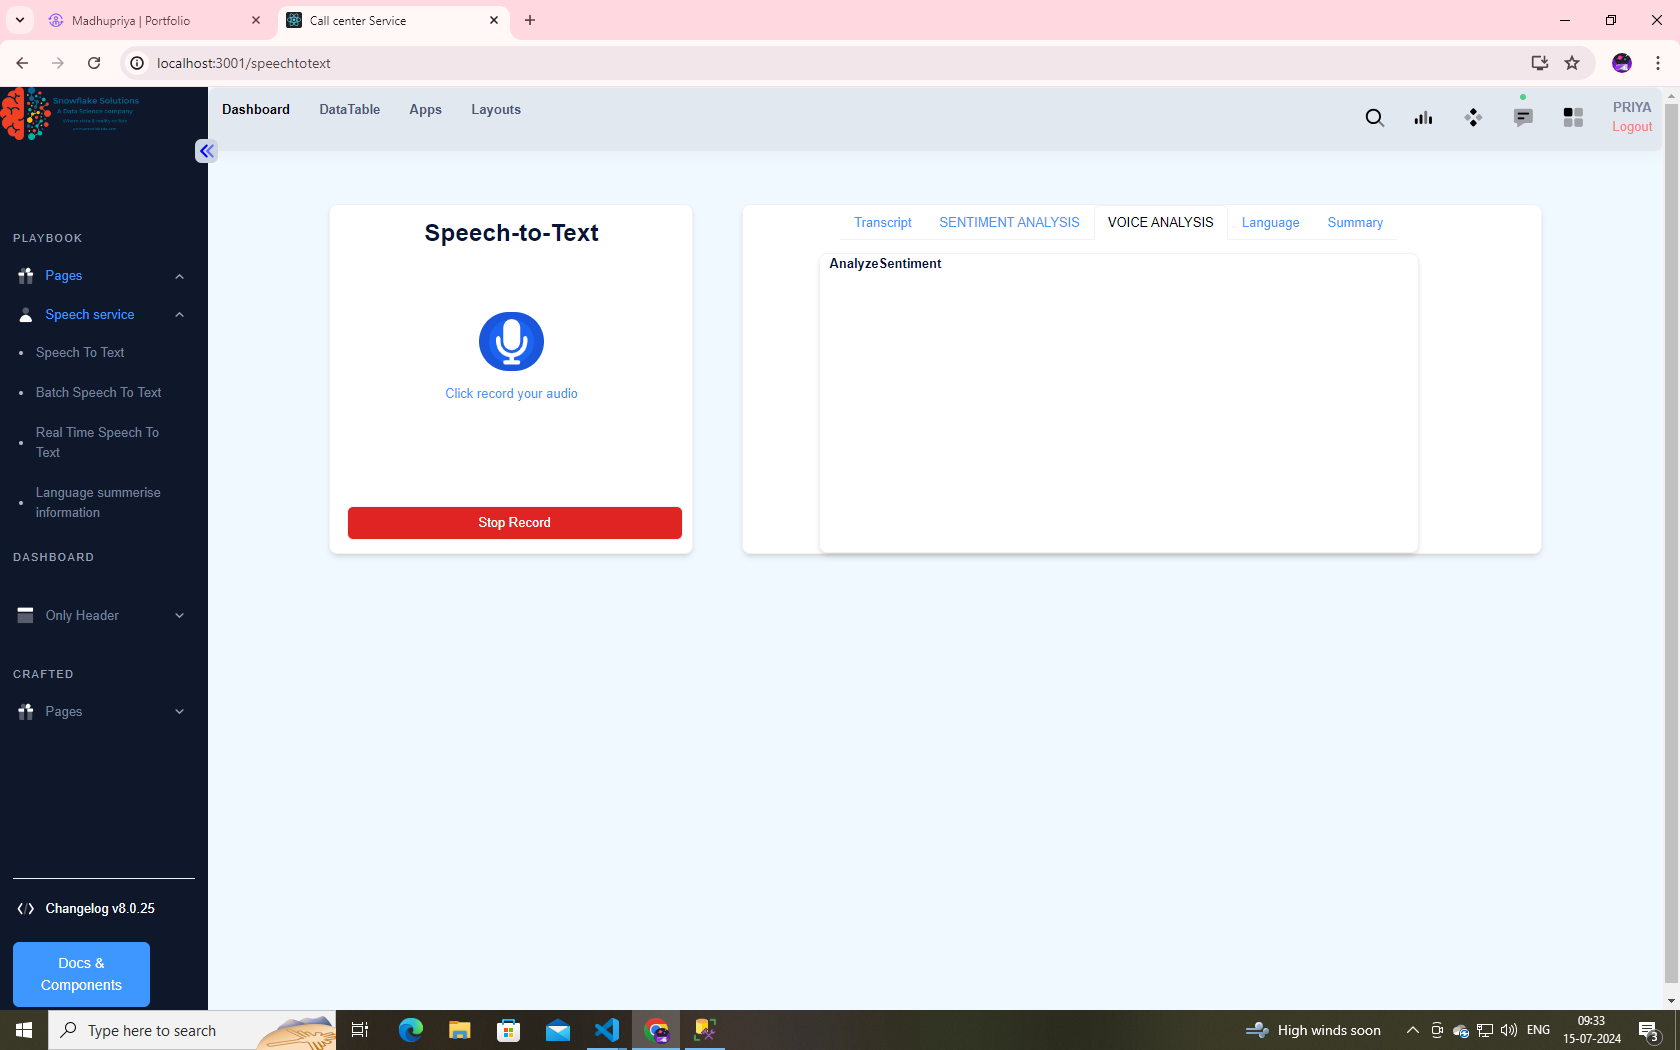 Madhupriya | Portfolio
Call center Service
localhost:3001/speechtotext
Snowflake Solutions
A Data Science company
Dashboard
DataTable
Apps
Layouts
PRIYA
Logout
PLAYBOOK
Pages
Speech service
Speech To Text
Batch Speech To Text
Real Time Speech To
Text
Language summerise
information
DASHBOARD
Only Header
CRAFTED
Pages
Changelog v8.0.25
Docs &
Components
Speech-to-Text
Click record your audio
Stop Record
Transcript
SENTIMENT ANALYSIS
VOICE ANALYSIS
Language
Summary
AnalyzeSentiment
Type here to search
High winds soon
ENG
09:33
15-07-2024
3